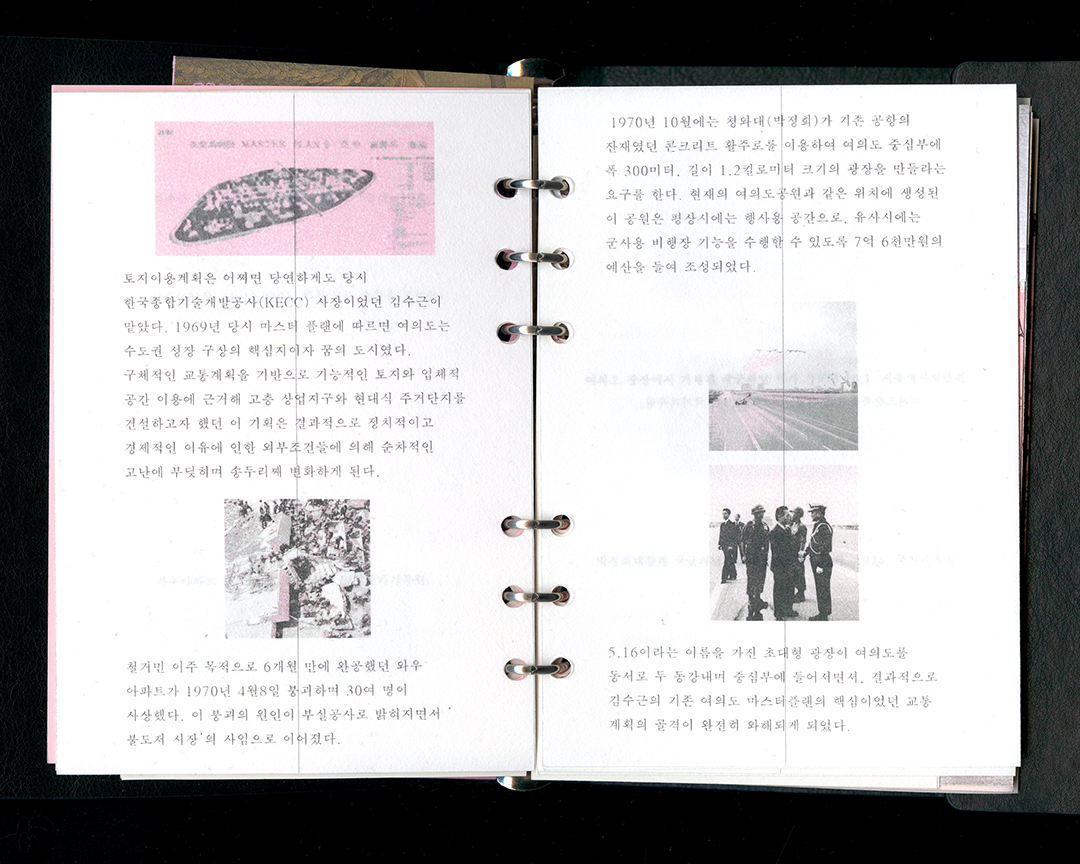 토지이용계획은 어쩌면 당연하게도 당시
한국종합기술개발공사(KECC) 사장이었던 김수근이
맡았다. 1969년 당시 마스터 플랜에 따르면 여의도는
수도권 성장 구상의 핵심지이자 꿈의 도시였다.
구체적인 교통계획을 기반으로 기능적인 토지와 입체적
공간 이용에 근거해 고층 상업지구와 현대식 주거단지를
건설하고자 했던 이 기획은 결과적으로 정치적이고
경제적인 이유에 인한 외부조건들에 의해 순차적인
고난에 부딪히며 송두리째 변화하게 된다.
철거민 이주 목적으로 6개월 만에 완공했던 와우
아파트가 1970년 4월8일 붕괴하며 30여 명이
사상했다. 이 붕괴의 원인이 부실공사로 밝혀지면서 '
불도저 시장'의 사임으로 이어졌다.
1970년 10월에는 청와대(박정희)가 기존 공항의
잔재였던 콘크리트 활주로를 이용하여 여의도 중심부에
폭 300미터, 길이 1.2킬로미터 크기의 광장을 만들라는
요구를 한다. 현재의 여의도공원과 같은 위치에 생성된
이 공원은 평상시에는 행사용 공간으로, 유사시에는
군사용 비행장 기능을 수행할 수 있도록 7억 6천만원의
예산을 들여 조성되었다.
5.16이라는 이름을 가진 초대형 광장이 여의도를
동서로 두 동강내며 중심부에 들어서면서, 결과적으로
김수근의 기존 여의도 마스터플랜의 핵심이었던 교통
계획의 골격이 완전히 와해되게 되었다.